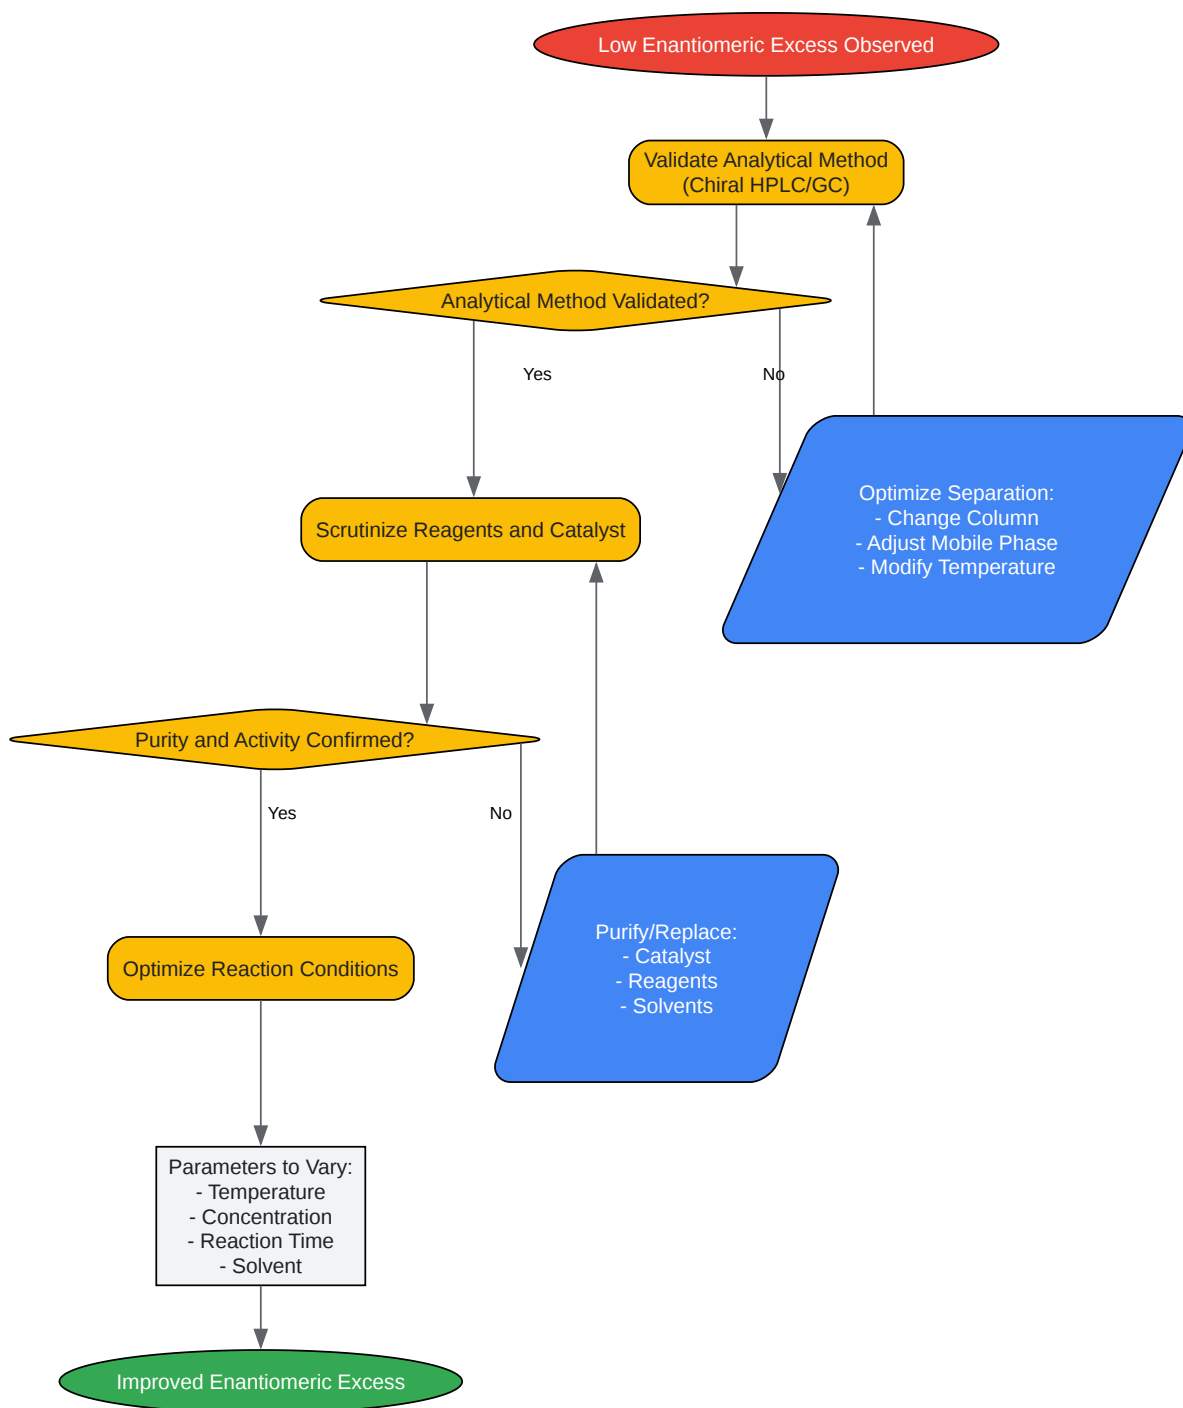 Low Enantiomeric Excess Observed
Validate Analytical Method
(Chiral HPLC/GC)
Analytical Method Validated?
Yes
No
Optimize Separation:
- Change Column
- Adjust Mobile Phase
- Modify Temperature
Scrutinize Reagents and Catalyst
Purity and Activity Confirmed?
Yes
No
Purify/Replace:
- Catalyst
- Reagents
- Solvents
Optimize Reaction Conditions
Parameters to Vary:
- Temperature
- Concentration
- Reaction Time
- Solvent
Improved Enantiomeric Excess